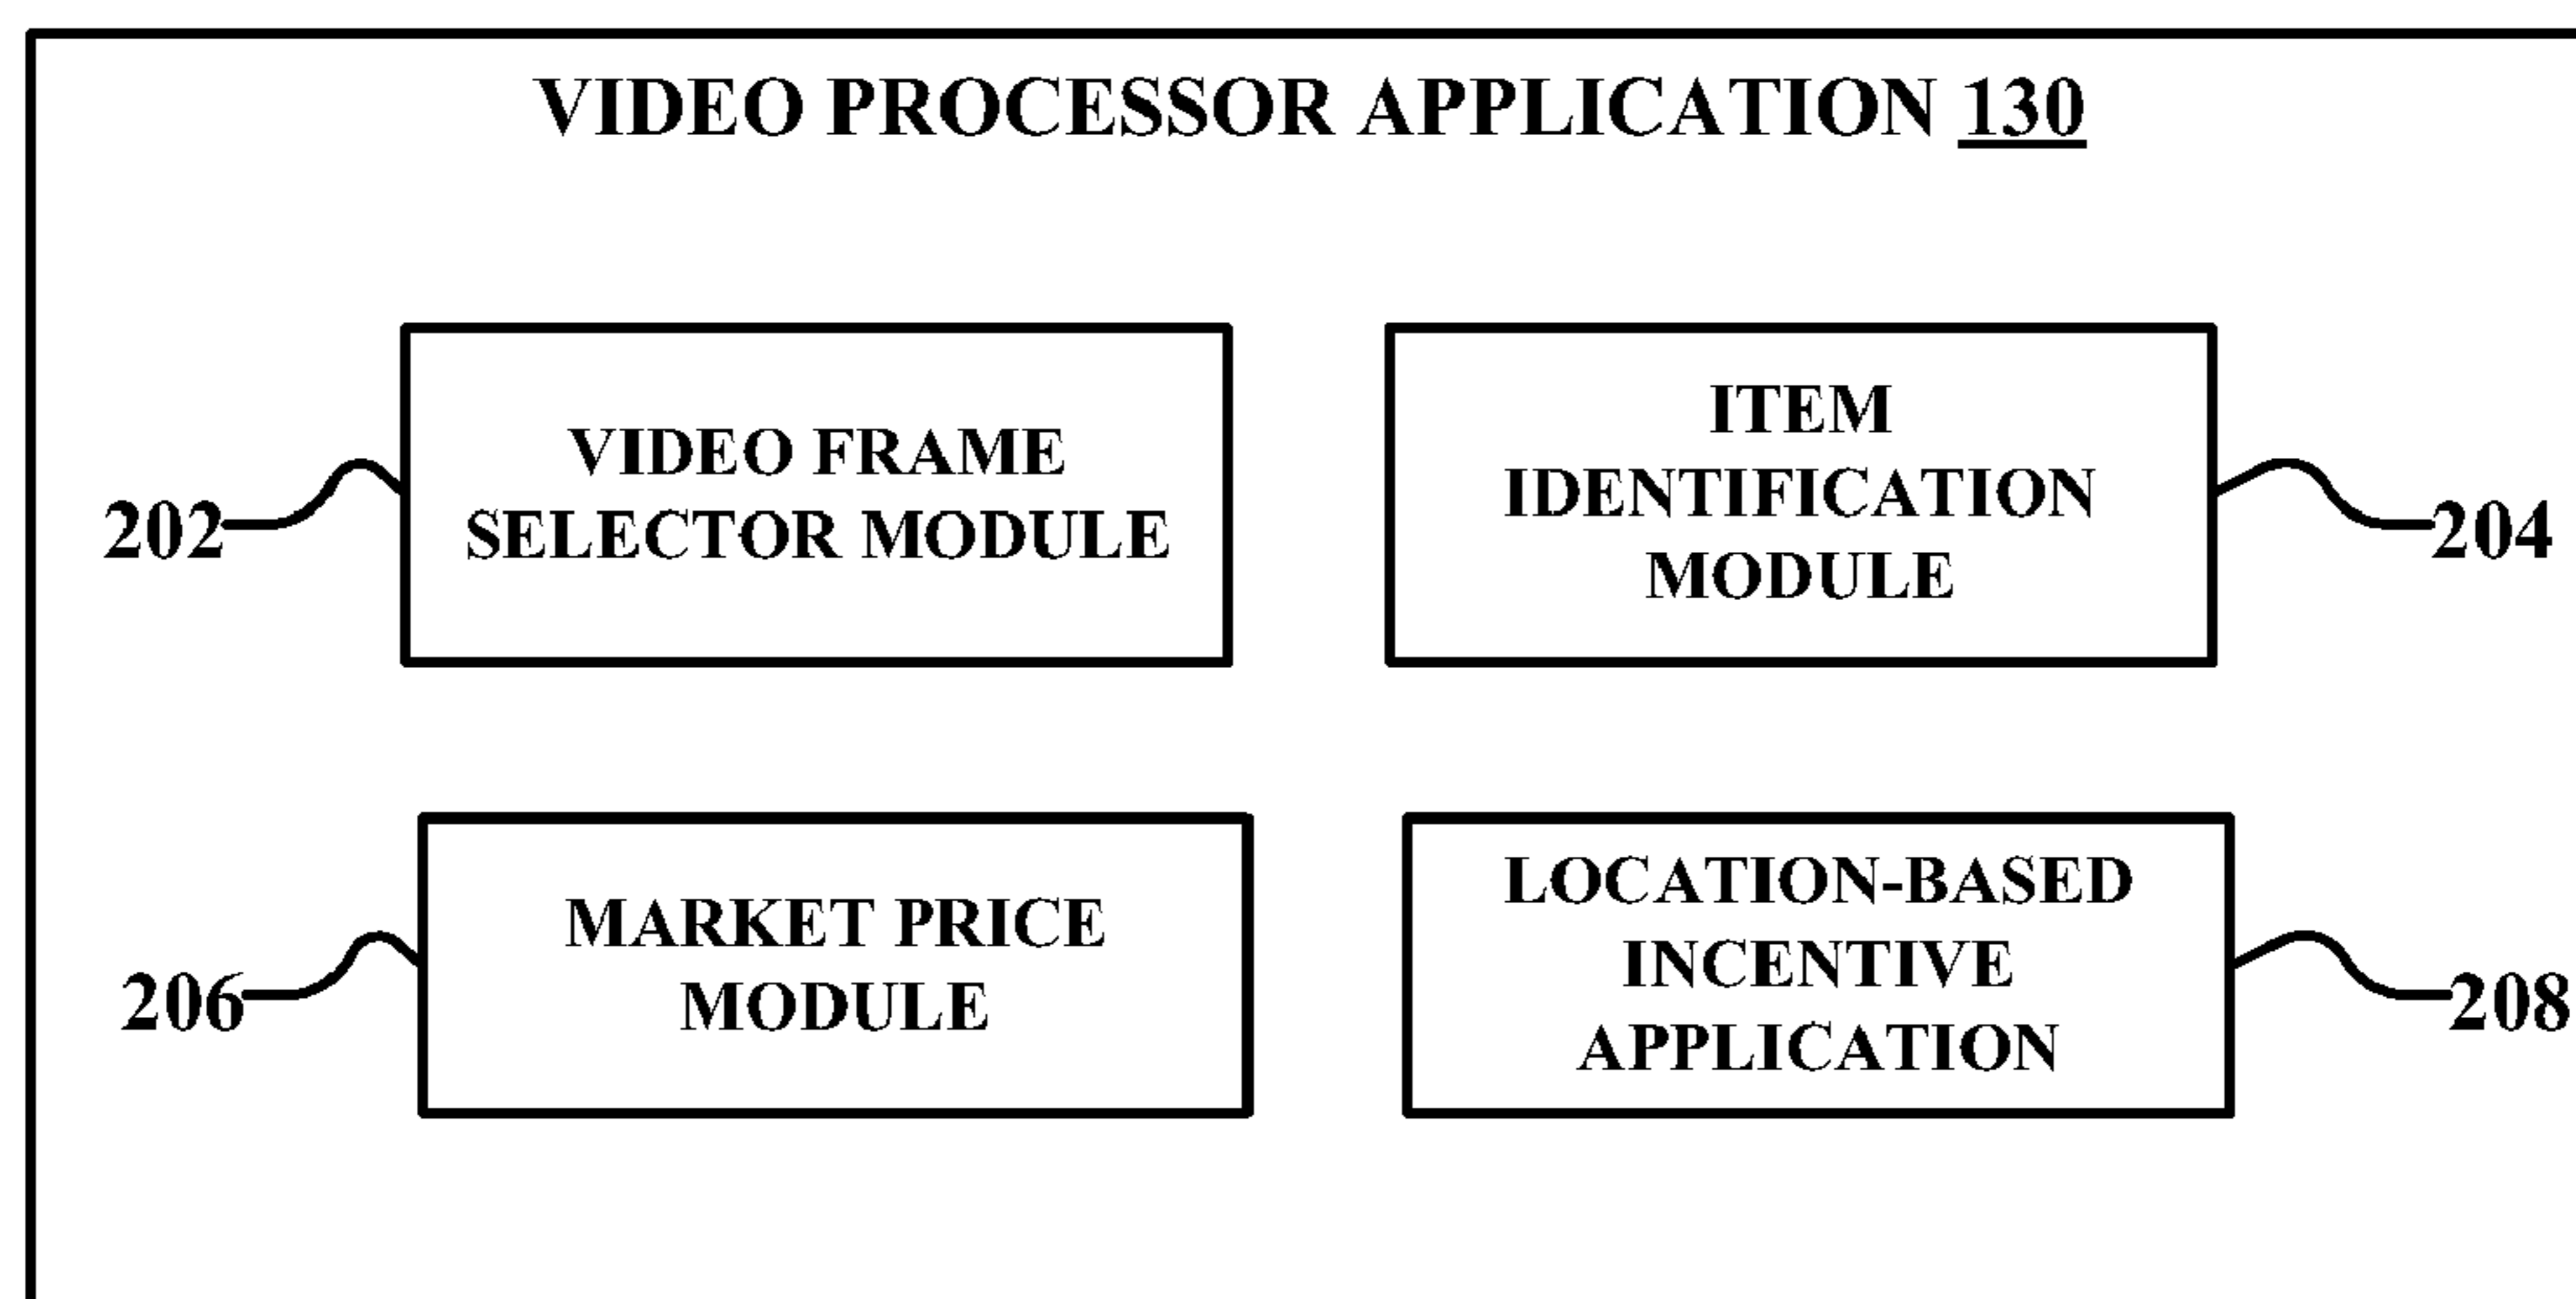 VIDEO PROCESSOR APPLICATION 130
VIDEO FRAME
SELECTOR MODULE
202
ITEM
IDENTIFICATION
MODULE
204
MARKET PRICE
MODULE
206
LOCATION-BASED
INCENTIVE
APPLICATION
208